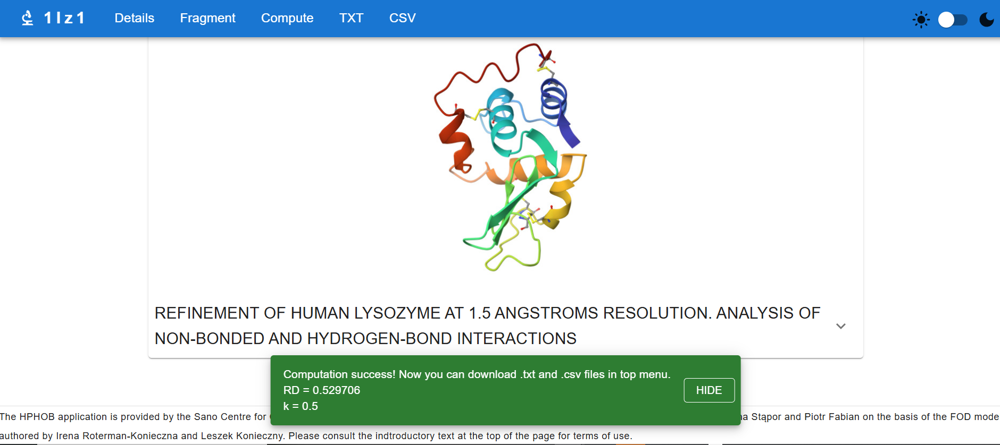 1lz1 Details Fragment Compute TXT CSV
REFINEMENT OF HUMAN LYSOZYME AT 1.5 ANGSTROMS RESOLUTION. ANALYSIS OF
NON-BONDED AND HYDROGEN-BOND INTERACTIONS
Computation success! Now you can download .txt and .csv files in top menu.
RD = 0.529706
k = 0.5
HIDE
The HPHOB application is provided by the Sano Centre for Stąpor and Piotr Fabian on the basis of the FOD mode
authored by Irena Roterman-Konieczna and Leszek Konieczny. Please consult the indtroductory text at the top of the page for terms of use.